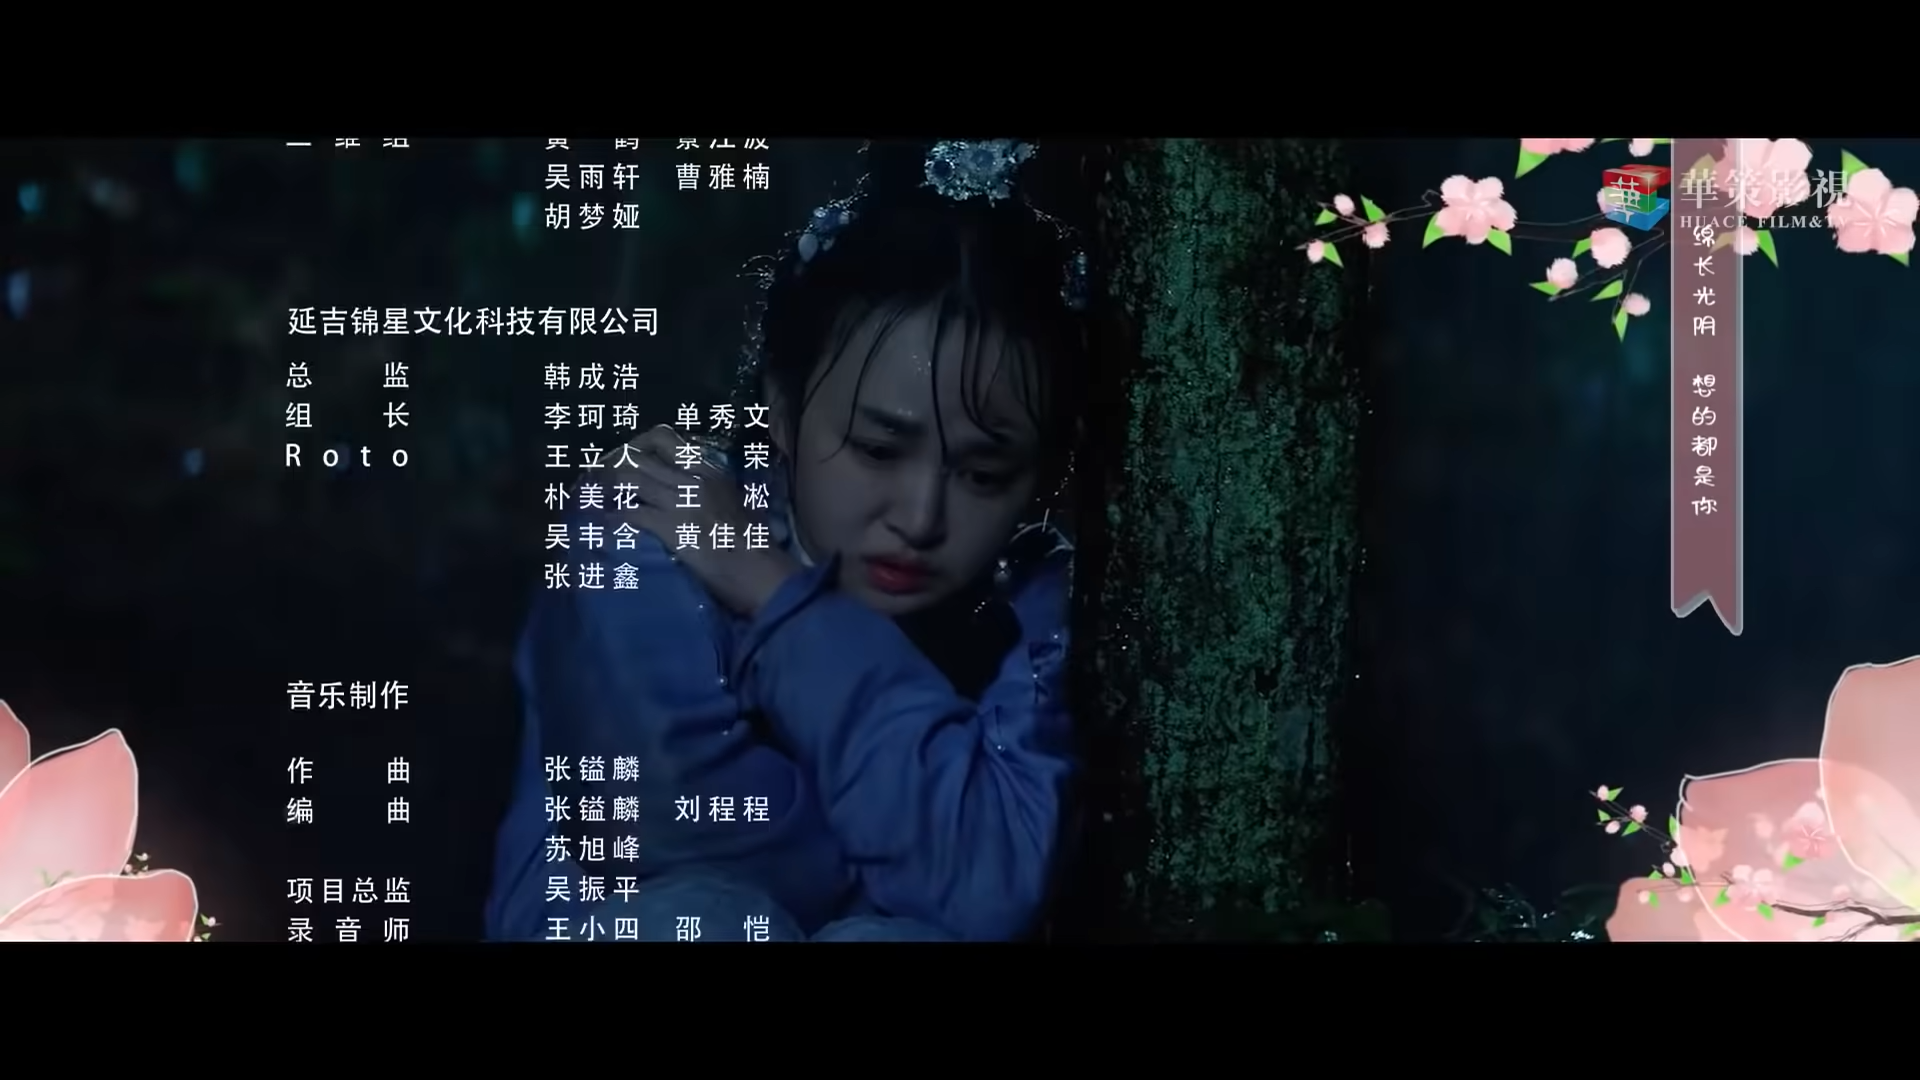 吴雨轩 曹雅楠
胡梦娅
延吉锦星文化科技有限公司
总监 韩成浩
组长 李珂琦 单秀文
Roto 王立人 李荣
朴美花 王凇
吴韦含 黄佳佳
张进鑫
音乐制作
作曲 张镒麟
编曲 张镒麟 刘程程
苏旭峰
项目总监 吴振平
录音师 王小四 邵恺
華策影視
HUACE FILM&TV
绵长光阴 想的都是你